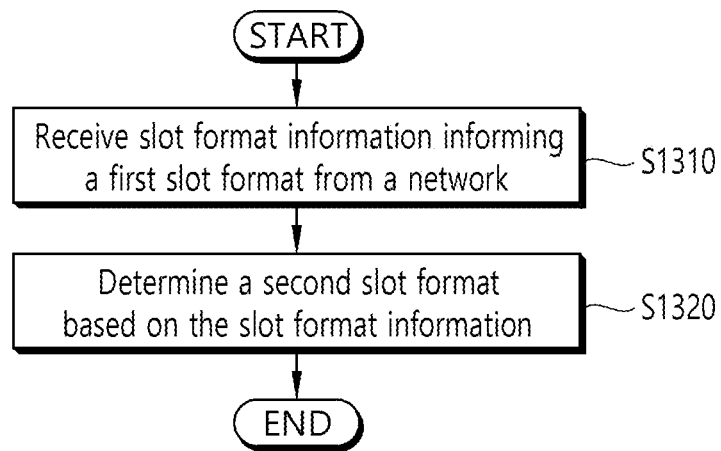 START
Receive slot format information informing
a first slot format from a network
S1310
Determine a second slot format
based on the slot format information
S1320
END